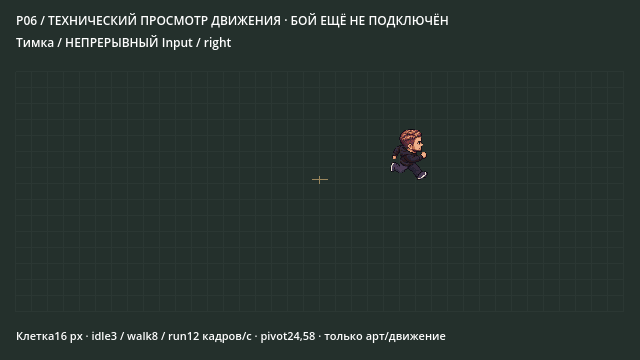 P06 / ТЕХНИЧЕСКИЙ ПРОСМОТР ДВИЖЕНИЯ · БОЙ ЕЩЁ НЕ ПОДКЛЮЧЁН
Тимка / НЕПРЕРЫВНЫЙ Input / right
Клетка16 px · idle3 / walk8 / run12 кадров/с · pivot24,58 · только арт/движение